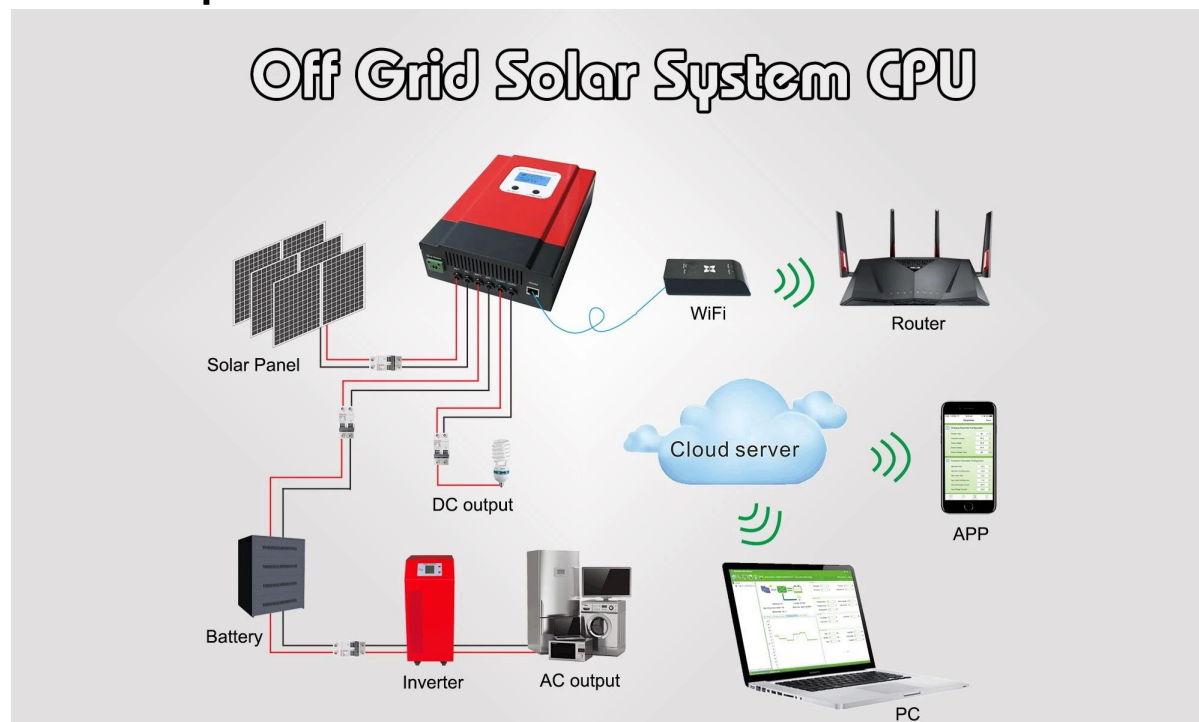 Off Grid Solar System CPU
WiFi
Router
Solar Panel
Cloud server
DC output
APP
Battery
Inverter
AC output
PC